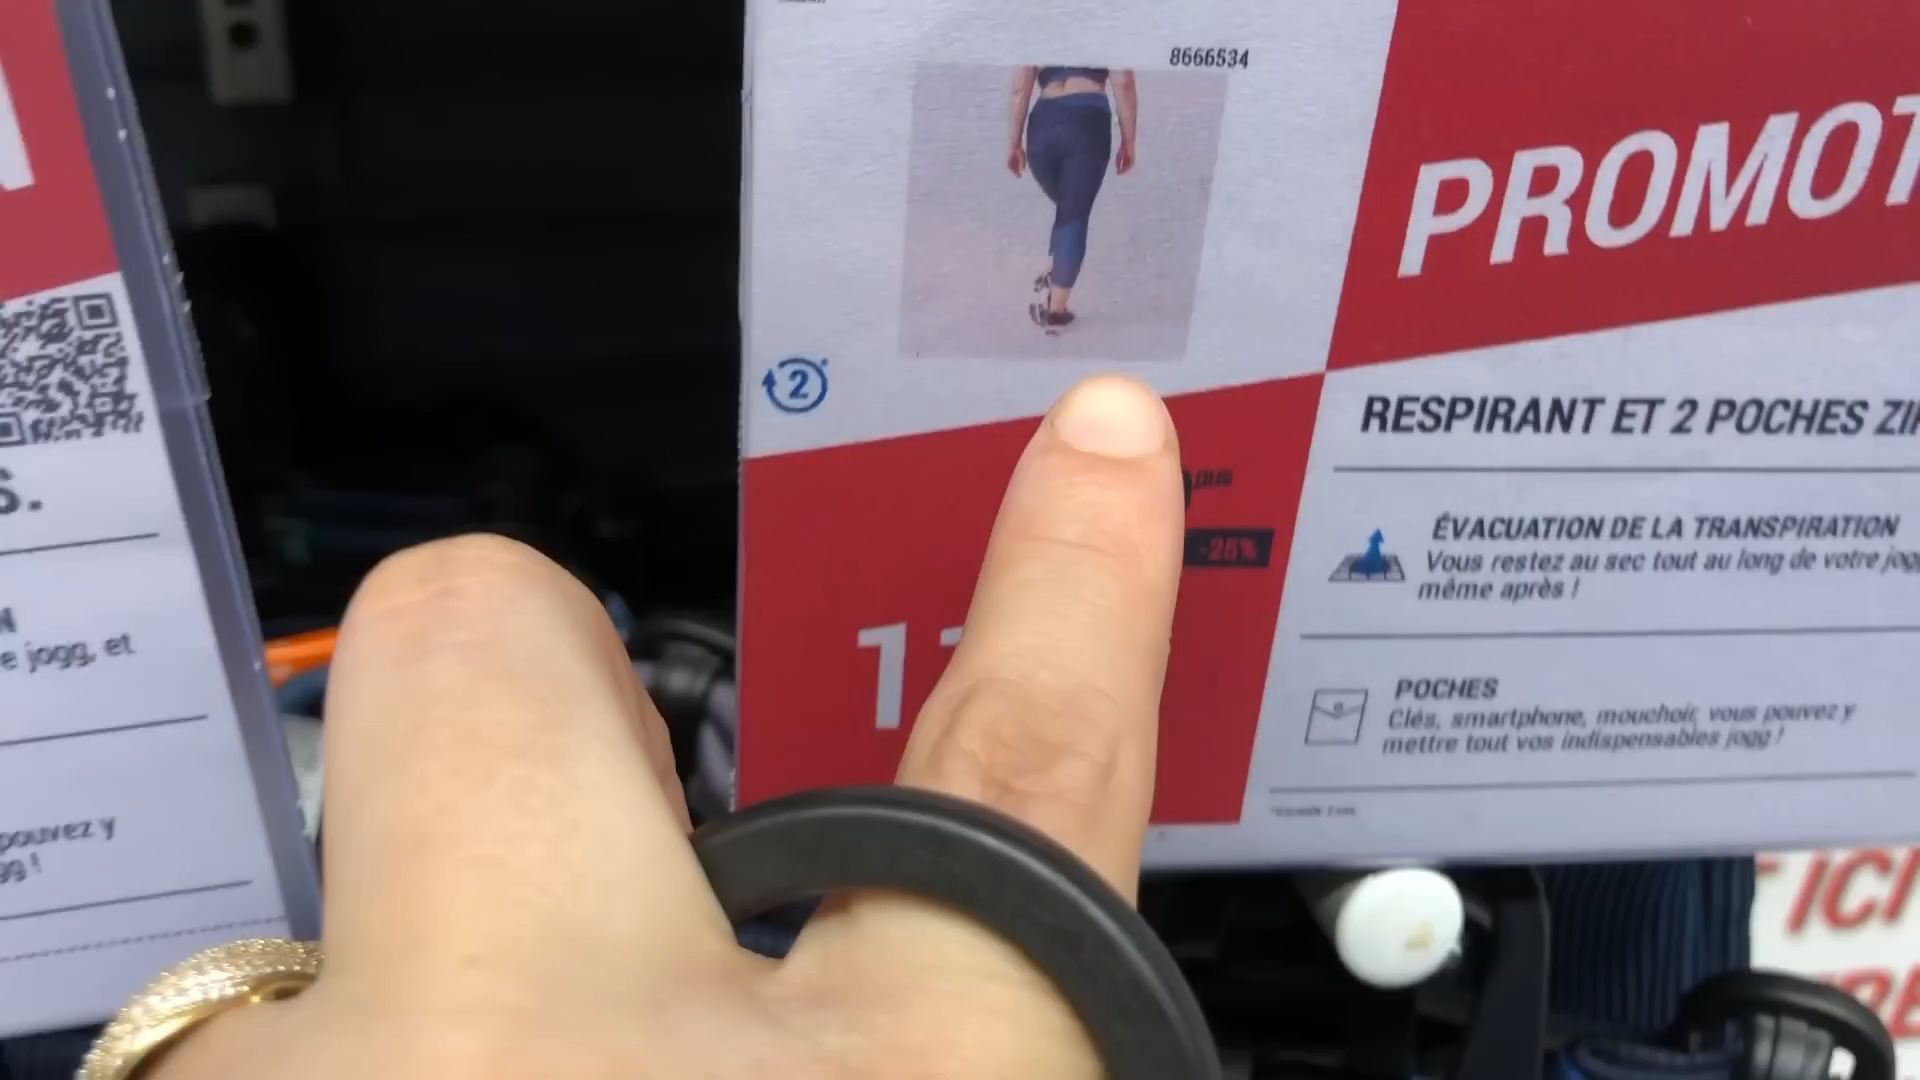 8666534
PROMOT
2
RESPIRANT ET 2 POCHES ZI
-25%
ÉVACUATION DE LA TRANSPIRATION
Vous restez au sec tout au long de votre jog
même après !
POCHES
Clés, smartphone, mouchoir, vous pouvez y
mettre tout vos indispensables jogg !
S.
e jogg, et
pouvez y
gg !
ICI